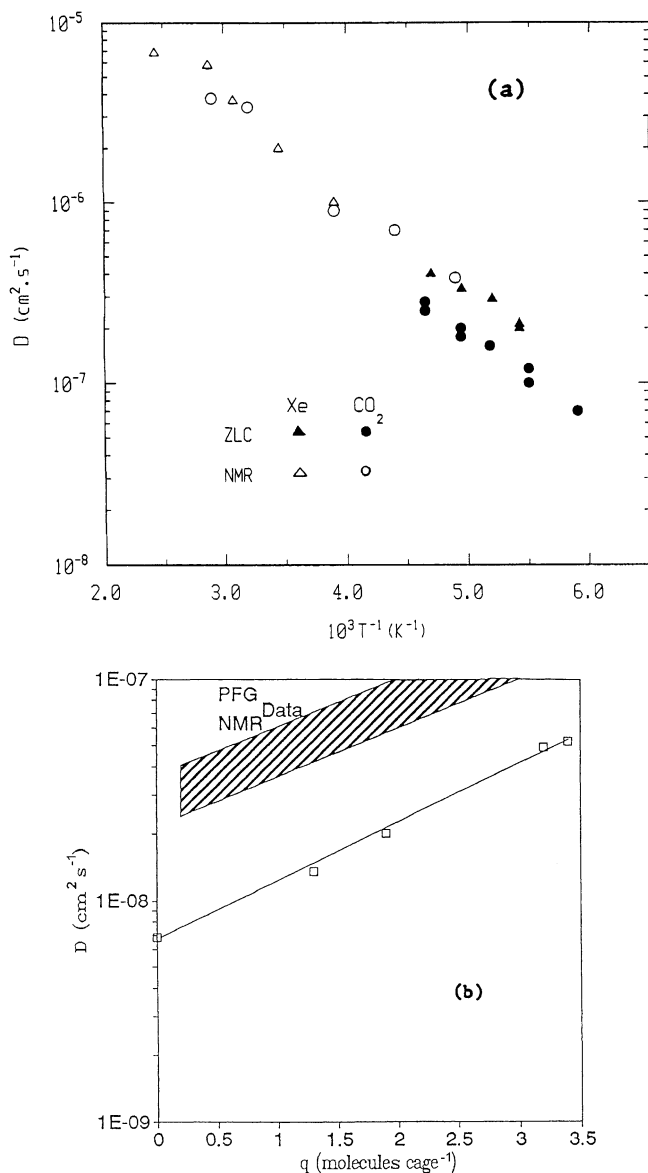 10⁻⁵
(a)
10⁻⁶
D (cm².s⁻¹)
10⁻⁷
Xe CO₂
ZLC
NMR
10⁻⁸
2.0 3.0 4.0 5.0 6.0
10³T⁻¹(K⁻¹)
1E-07
PFG
NMR Data
D (cm² s⁻¹)
1E-08
(b)
1E-09
0 0.5 1 1.5 2 2.5 3 3.5
q (molecules cage⁻¹)